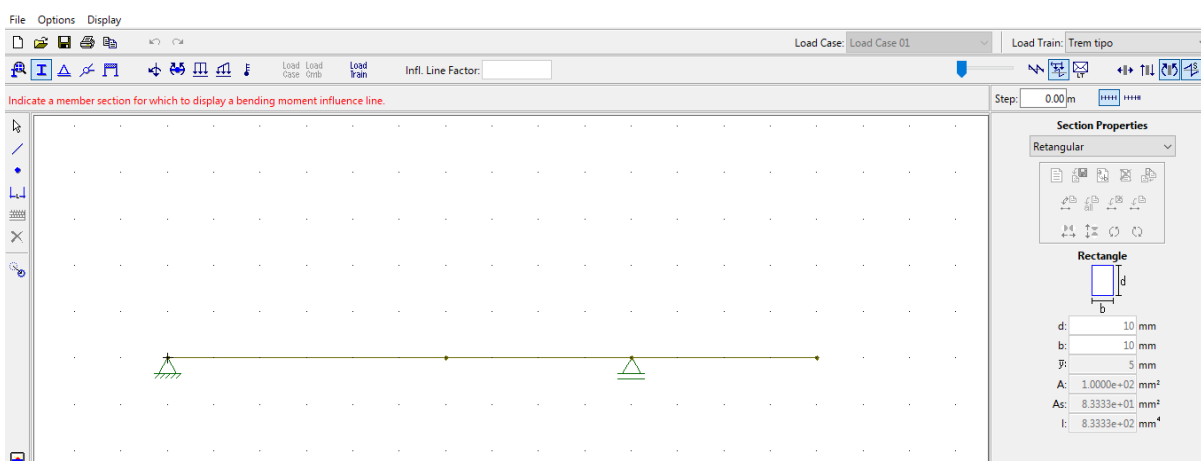 File Options Display
Load Case: Load Case 01 Load Train: Trem tipo
Load Case Load Cmb Load Train Infl. Line Factor: LT
Indicate a member section for which to display a bending moment influence line. Step: 0.00 m
Section Properties
Retangular
Rectangle
d
b
d: 10 mm
b: 10 mm
y̅: 5 mm
A: 1.0000e+02 mm²
As: 8.3333e+01 mm²
I: 8.3333e+02 mm⁴